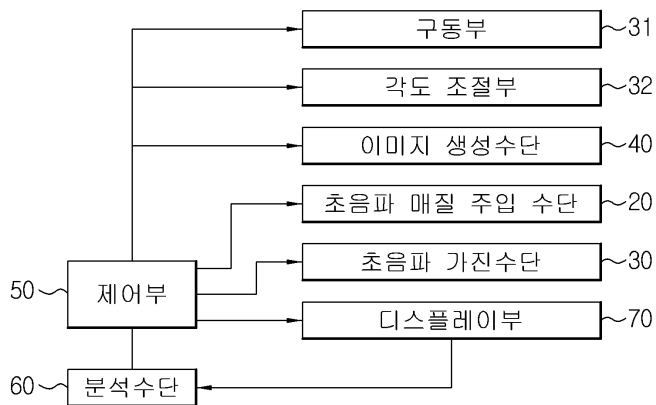 구동부 31
각도 조절부 32
이미지 생성수단 40
초음파 매질 주입 수단 20
초음파 가진수단 30
50 제어부
디스플레이부 70
60 분석수단